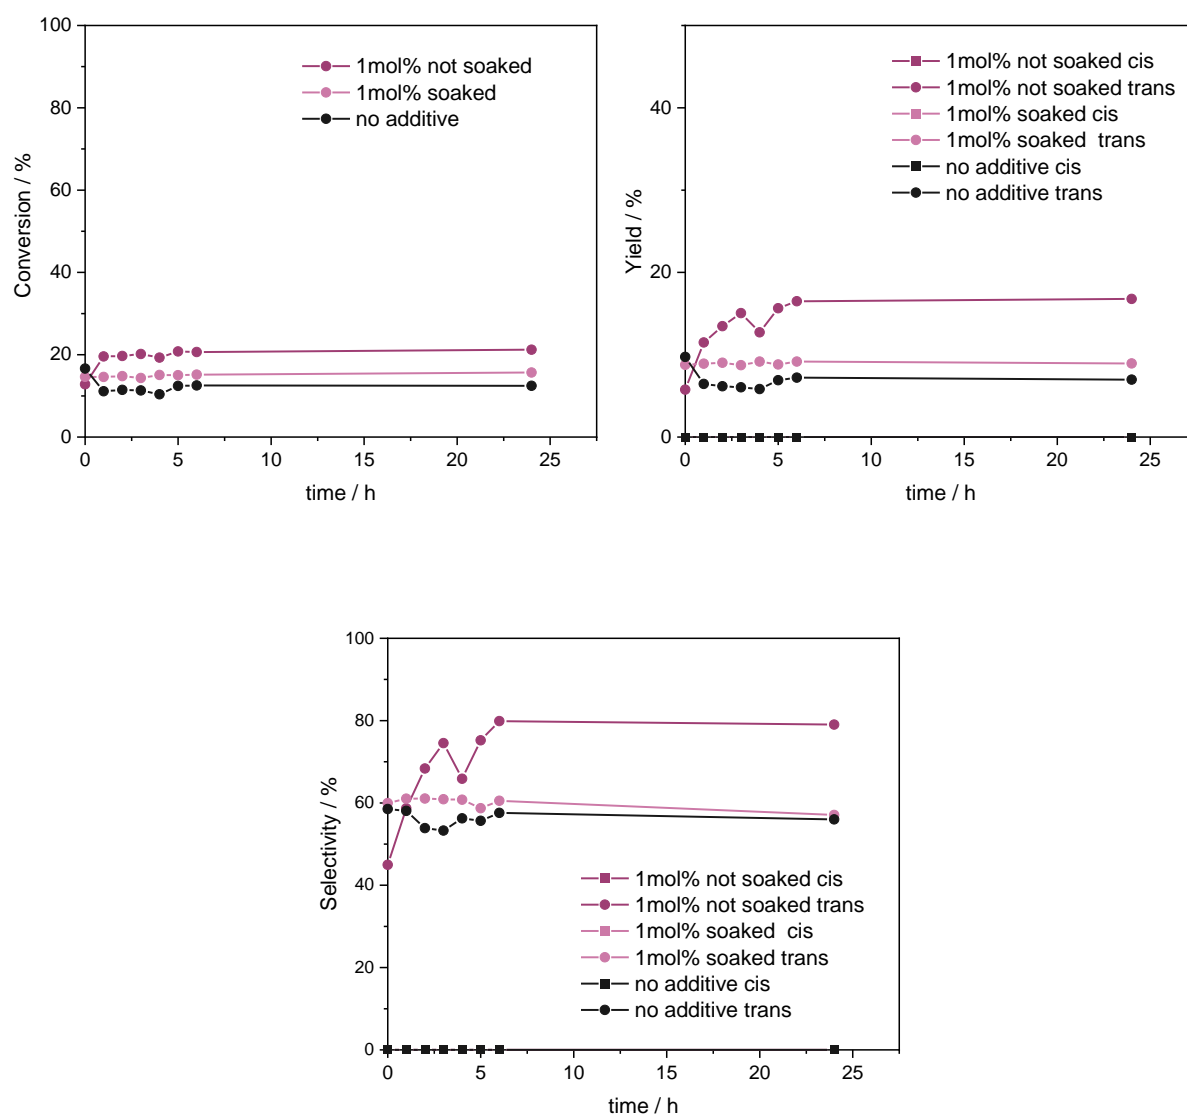 100
80
60
40
20
0
Conversion / %
1mol% not soaked
1mol% soaked
no additive
0 5 10 15 20 25
time / h
40
20
0
Yield / %
1mol% not soaked cis
1mol% not soaked trans
1mol% soaked cis
1mol% soaked  trans
no additive cis
no additive trans
0 5 10 15 20 25
time / h
100
80
60
40
20
0
Selectivity / %
1mol% not soaked cis
1mol% not soaked trans
1mol% soaked  cis
1mol% soaked trans
no additive cis
no additive trans
0 5 10 15 20 25
time / h